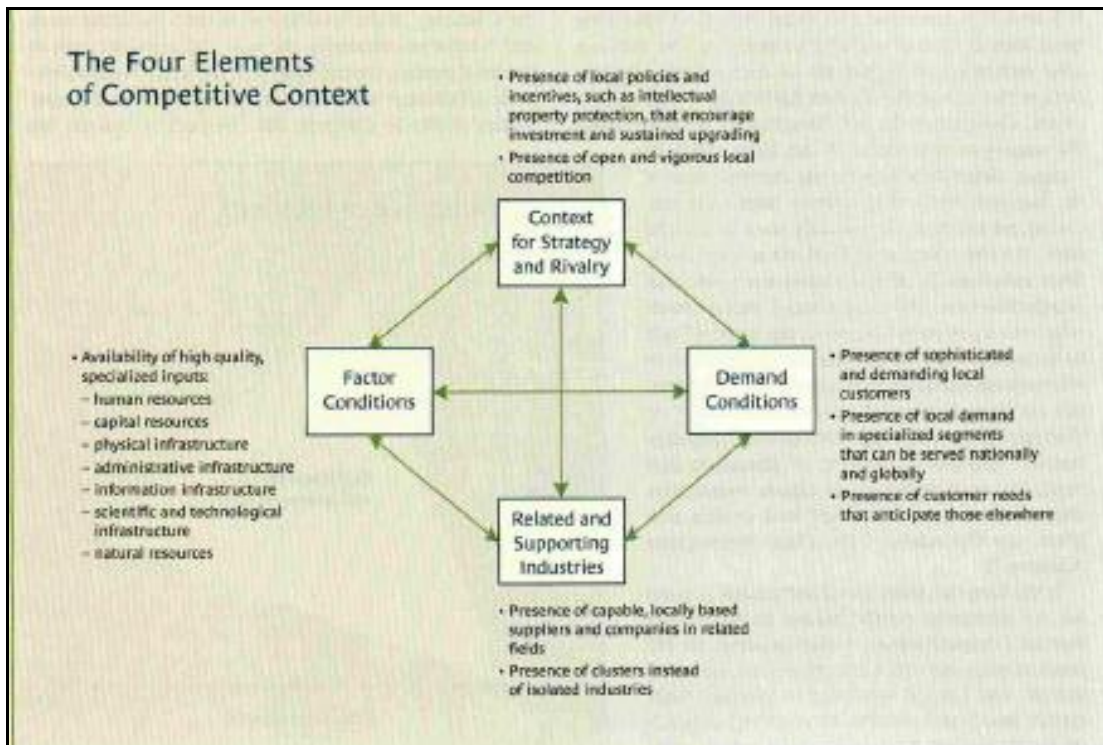 The Four Elements
of Competitive Context
• Presence of local policies and
incentives, such as intellectual
property protection, that encourage
investment and sustained upgrading
• Presence of open and vigorous local
competition
Context
for Strategy
and Rivalry
• Availability of high quality,
specialized inputs:
– human resources
– capital resources
– physical infrastructure
– administrative infrastructure
– information infrastructure
– scientific and technological
infrastructure
– natural resources
Factor
Conditions
Demand
Conditions
• Presence of sophisticated
and demanding local
customers
• Presence of local demand
in specialized segments
that can be served nationally
and globally
• Presence of customer needs
that anticipate those elsewhere
Related and
Supporting
Industries
• Presence of capable, locally based
suppliers and companies in related
fields
• Presence of clusters instead
of isolated industries